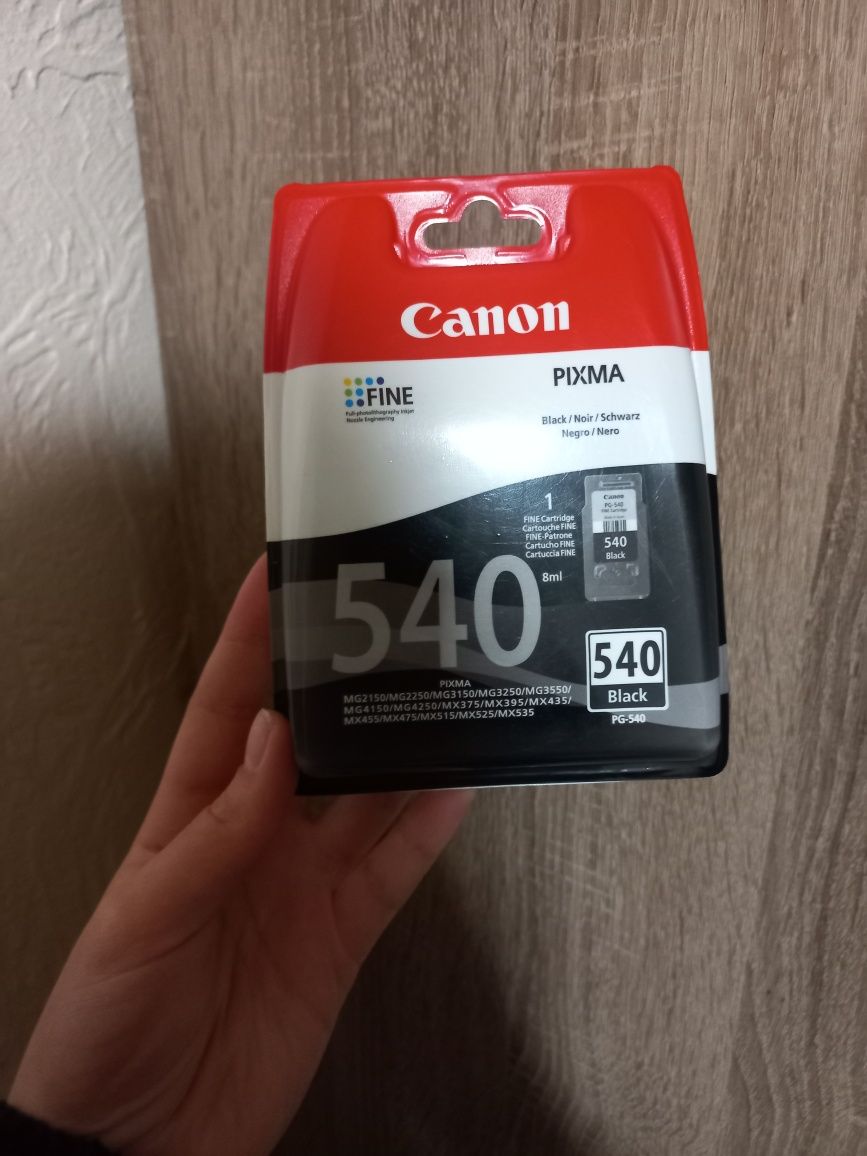 Canon
FINE
Full-photolithography Inkjet
Nozzle Engineering
PIXMA
Black / Noir / Schwarz
Negro / Nero
1
FINE Cartridge
Cartouche FINE
FINE-Patrone
Cartucho FINE
Cartuccia FINE
8ml
Canon
PG-540
FINE Cartridge
540
Black
540
540
Black
PG-540
PIXMA
MG2150/MG2250/MG3150/MG3250/MG3550/
MG4150/MG4250/MX375/MX395/MX435/
MX455/MX475/MX515/MX525/MX535